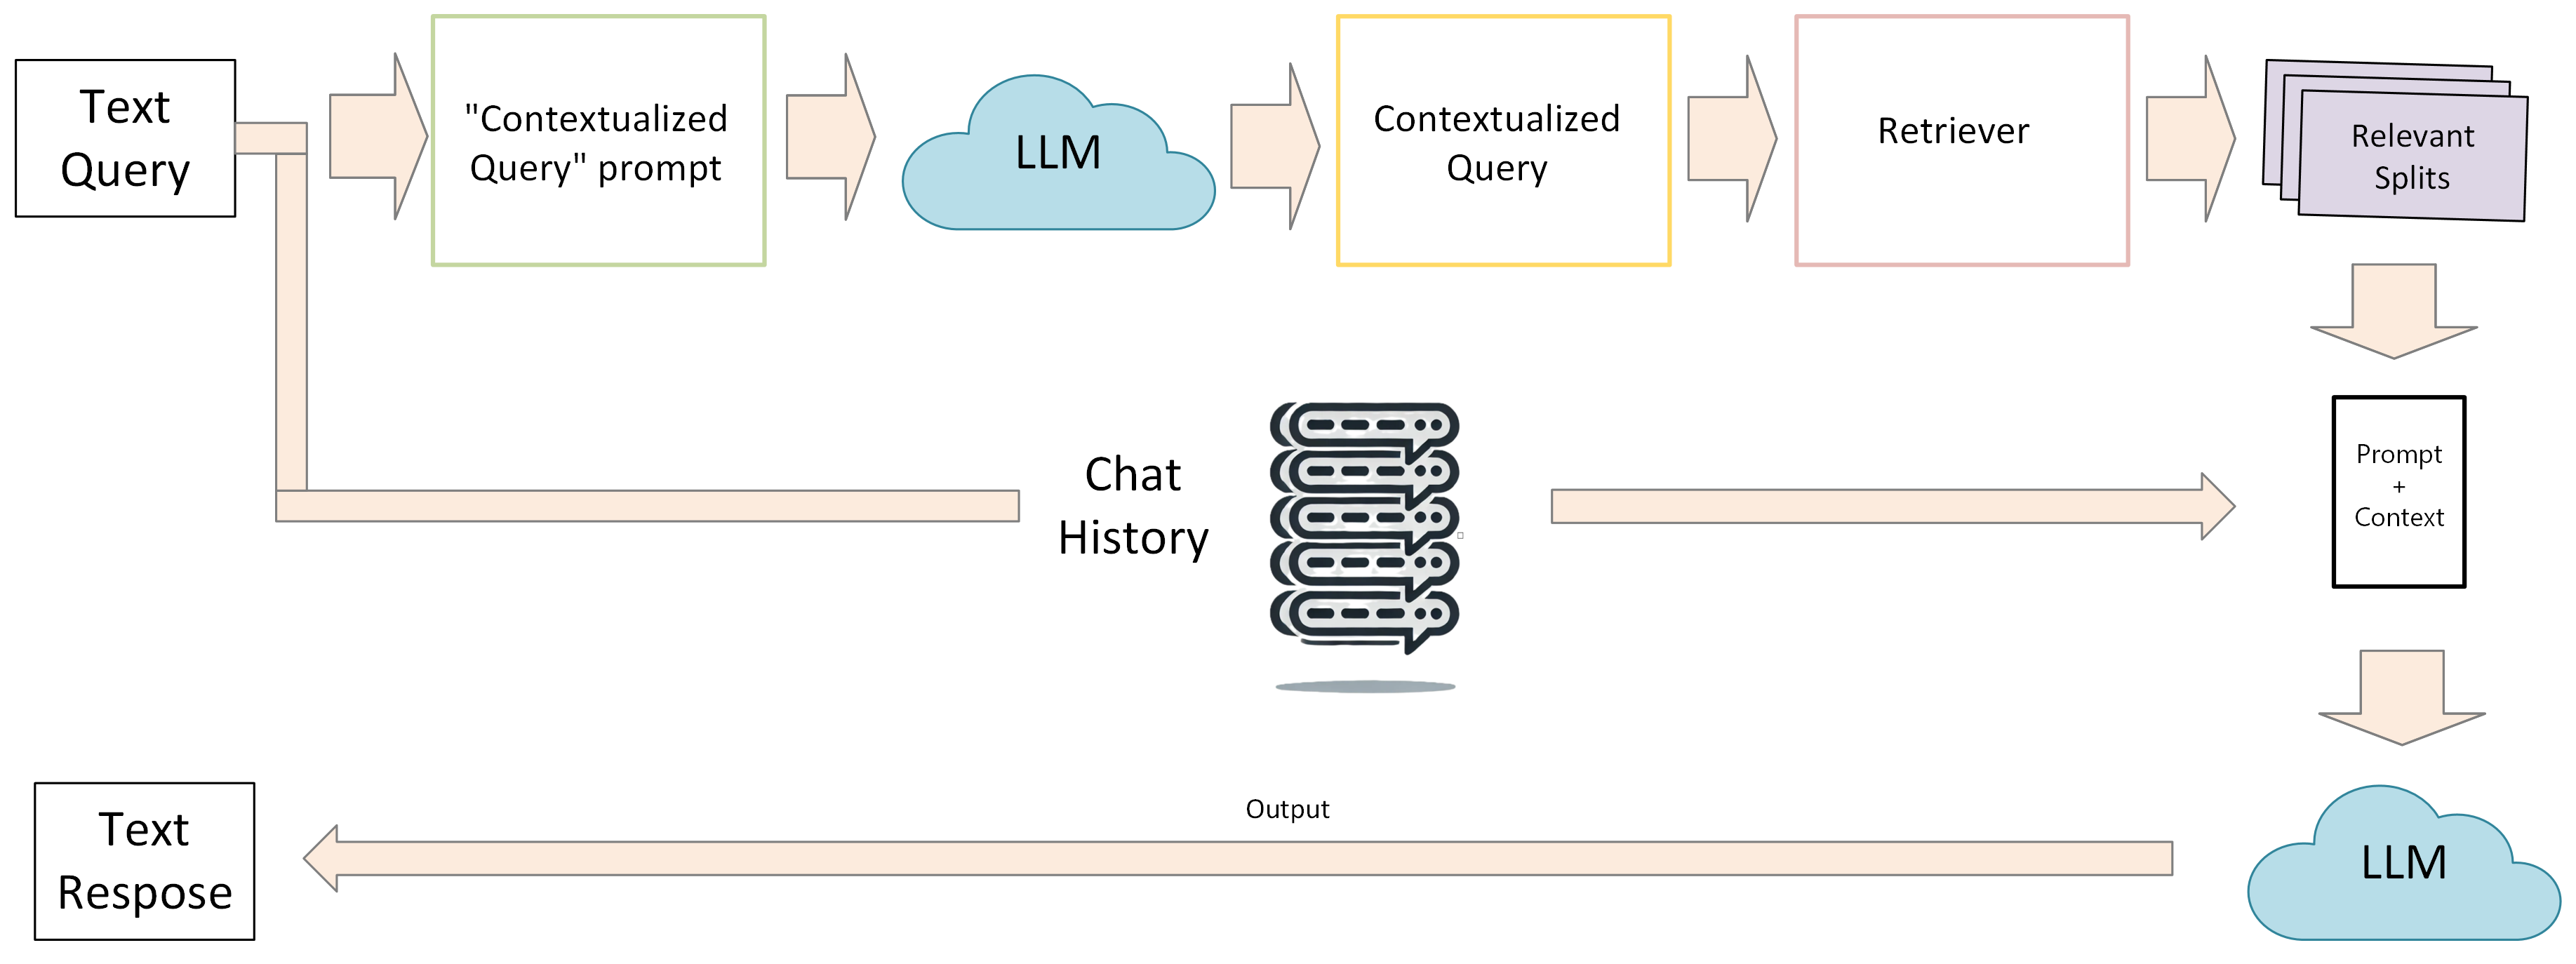 Text
Query
"Contextualized
Query" prompt
LLM
Contextualized
Query
Retriever
Relevant
Splits
Chat
History
Prompt
+
Context
Output
Text
Respose
LLM